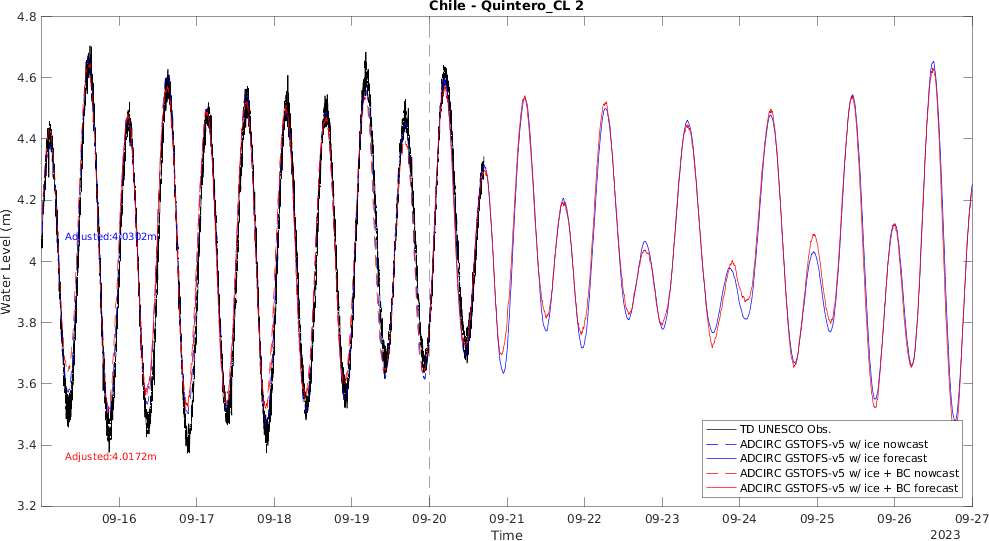 Chile - Quintero_CL 2
4.8
4.6
4.4
4.2
4
3.8
3.6
3.4
3.2
Water Level (m)
Adjusted:4.0302m
Adjusted:4.0172m
TD UNESCO Obs.
ADCIRC GSTOFS-v5 w/ ice nowcast
ADCIRC GSTOFS-v5 w/ ice forecast
ADCIRC GSTOFS-v5 w/ ice + BC nowcast
ADCIRC GSTOFS-v5 w/ ice + BC forecast
09-16 09-17 09-18 09-19 09-20 09-21 09-22 09-23 09-24 09-25 09-26 09-27
Time
2023